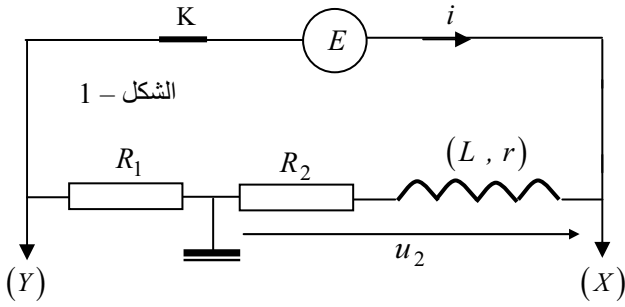 K
E
i
الشكل – 1
R₁
R₂
(L , r)
u₂
(Y)
(X)